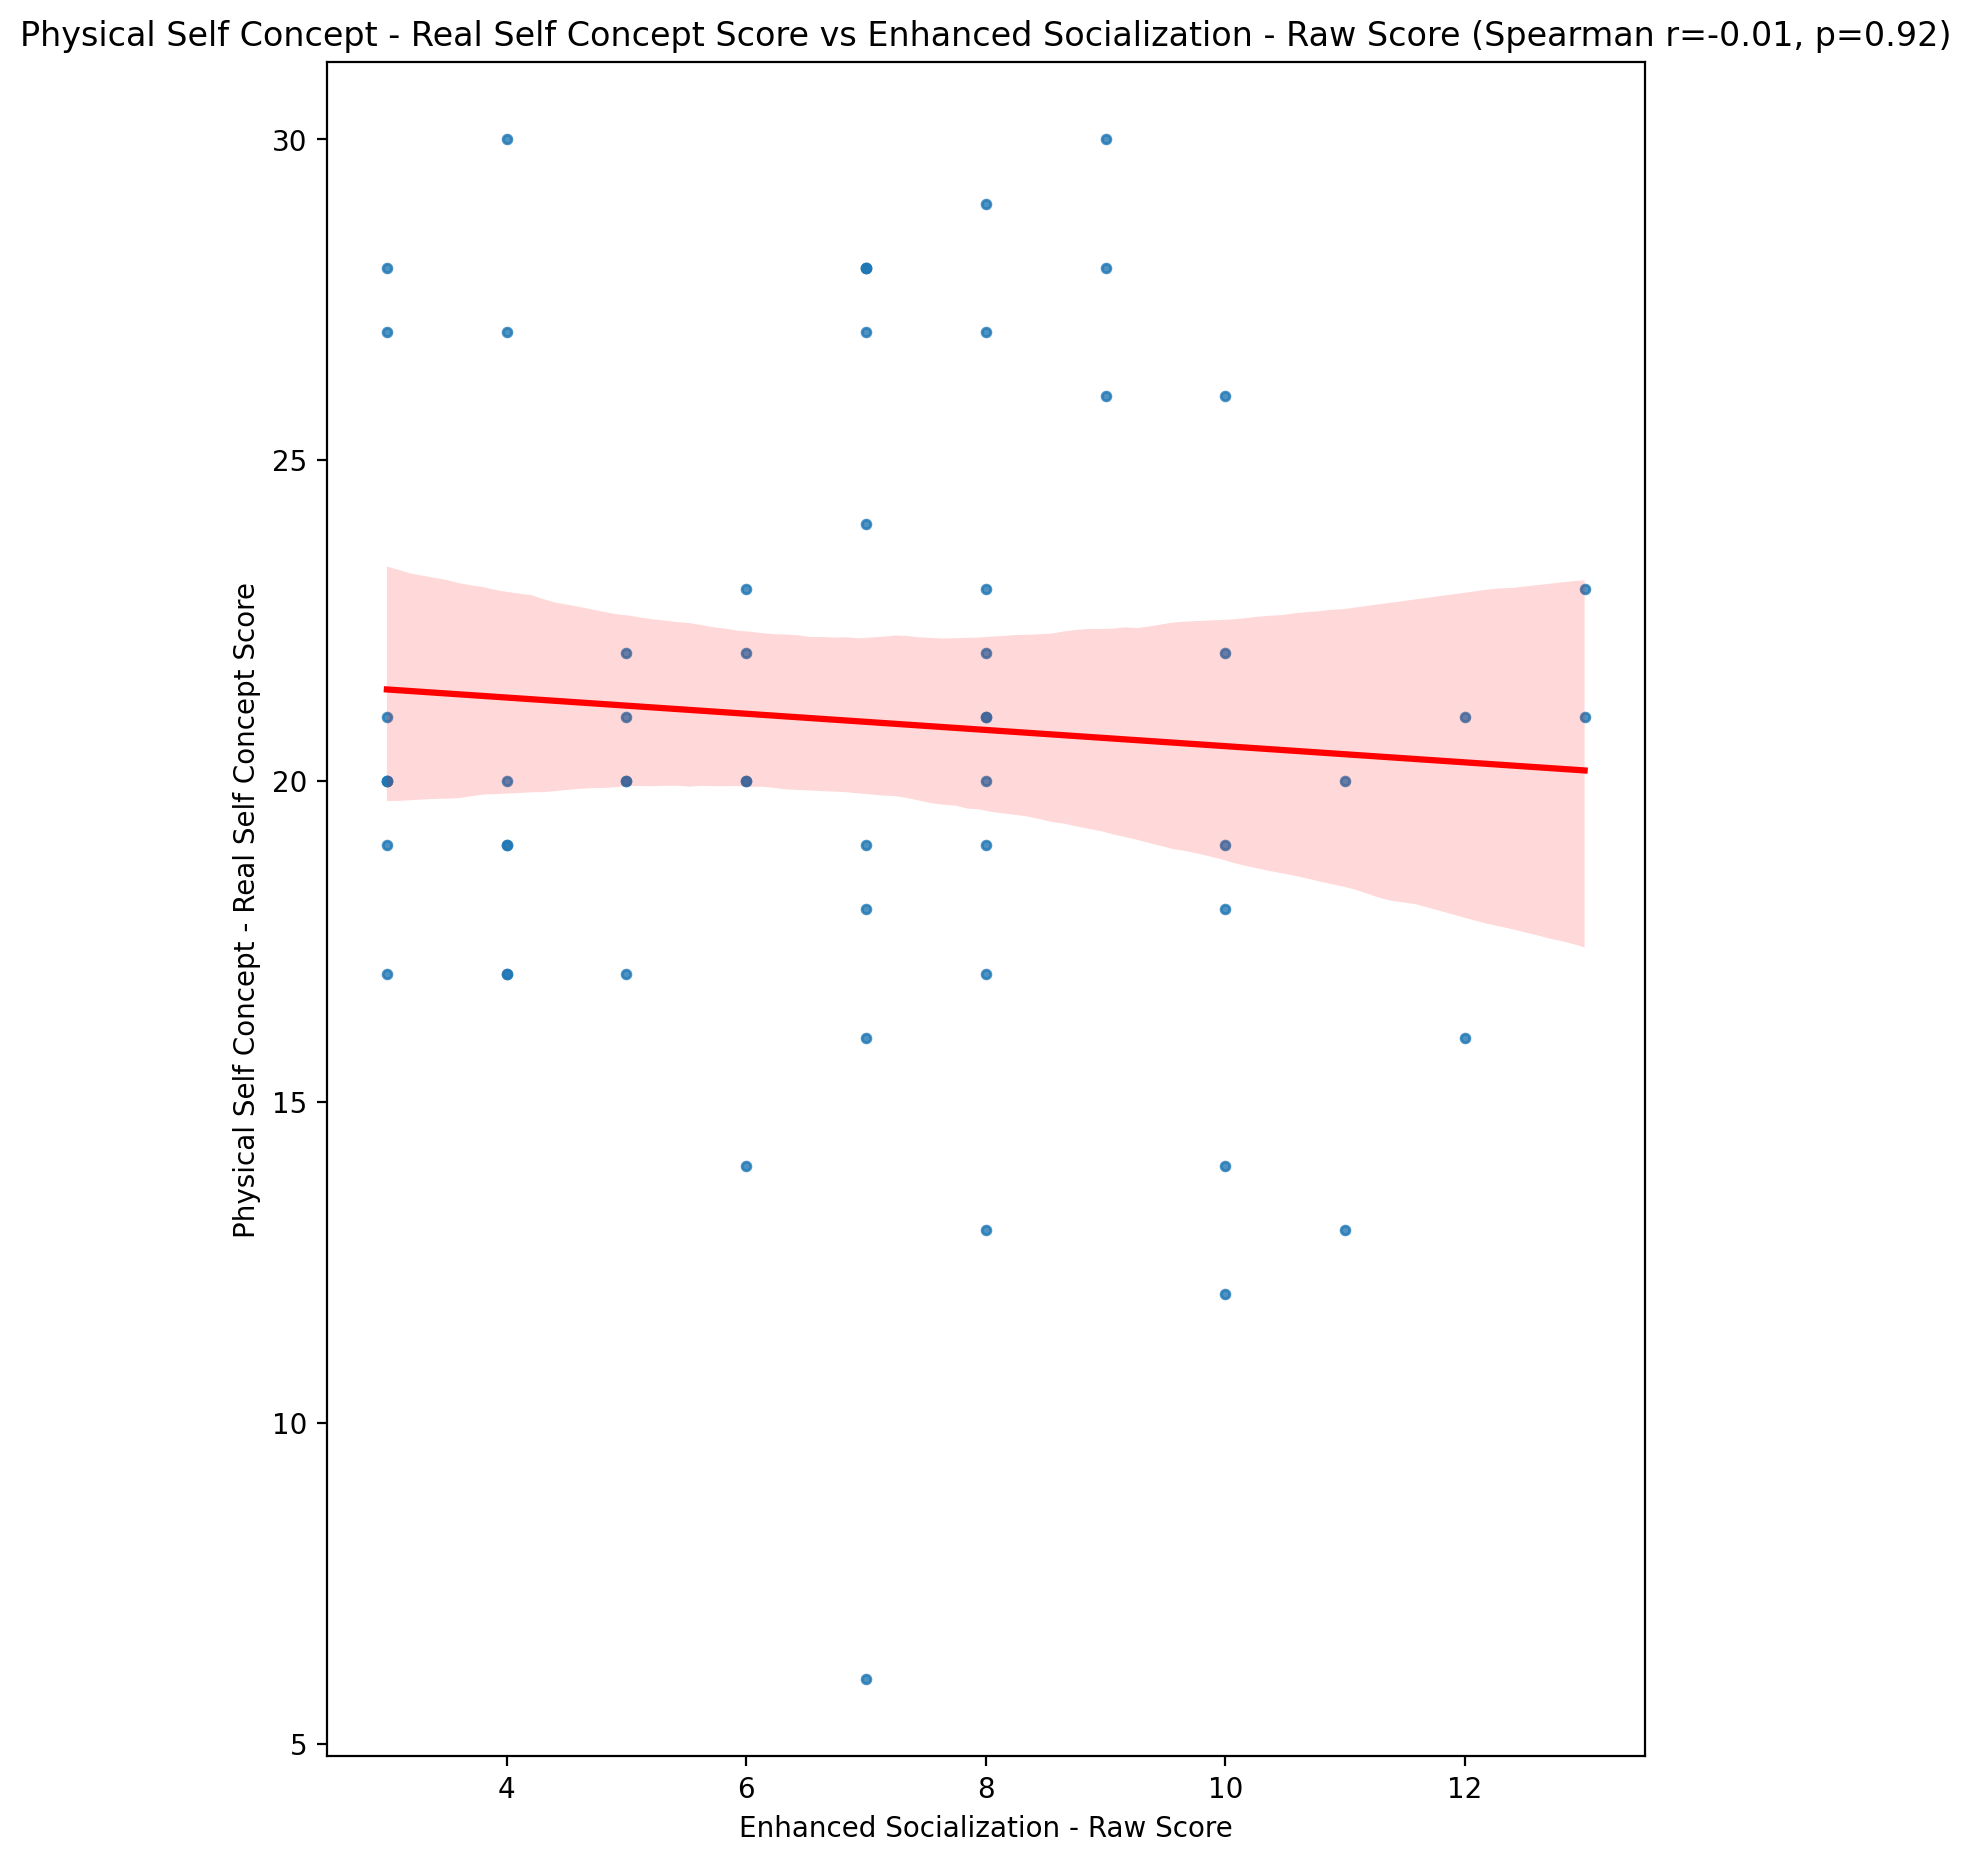 Physical Self Concept - Real Self Concept Score vs Enhanced Socialization - Raw Score (Spearman r=-0.01, p=0.92)
Physical Self Concept - Real Self Concept Score
30
25
20
15
10
5
4 6 8 10 12
Enhanced Socialization - Raw Score